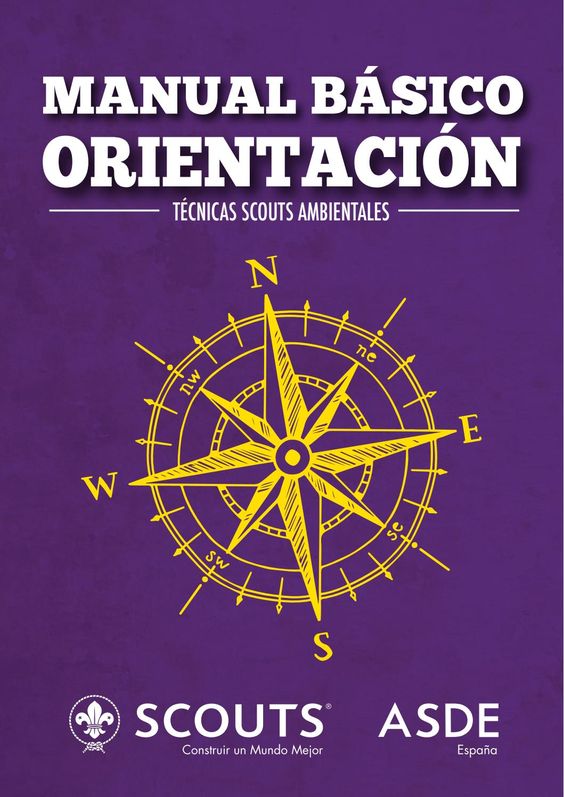 MANUAL BÁSICO
ORIENTACIÓN
TÉCNICAS SCOUTS AMBIENTALES
N
nw
ne
W
E
sw
se
S
SCOUTS®
Construir un Mundo Mejor
ASDE
España